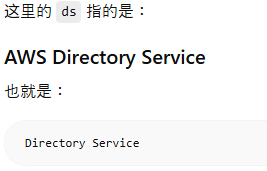 这里的 ds 指的是：
AWS Directory Service
也就是：
Directory Service